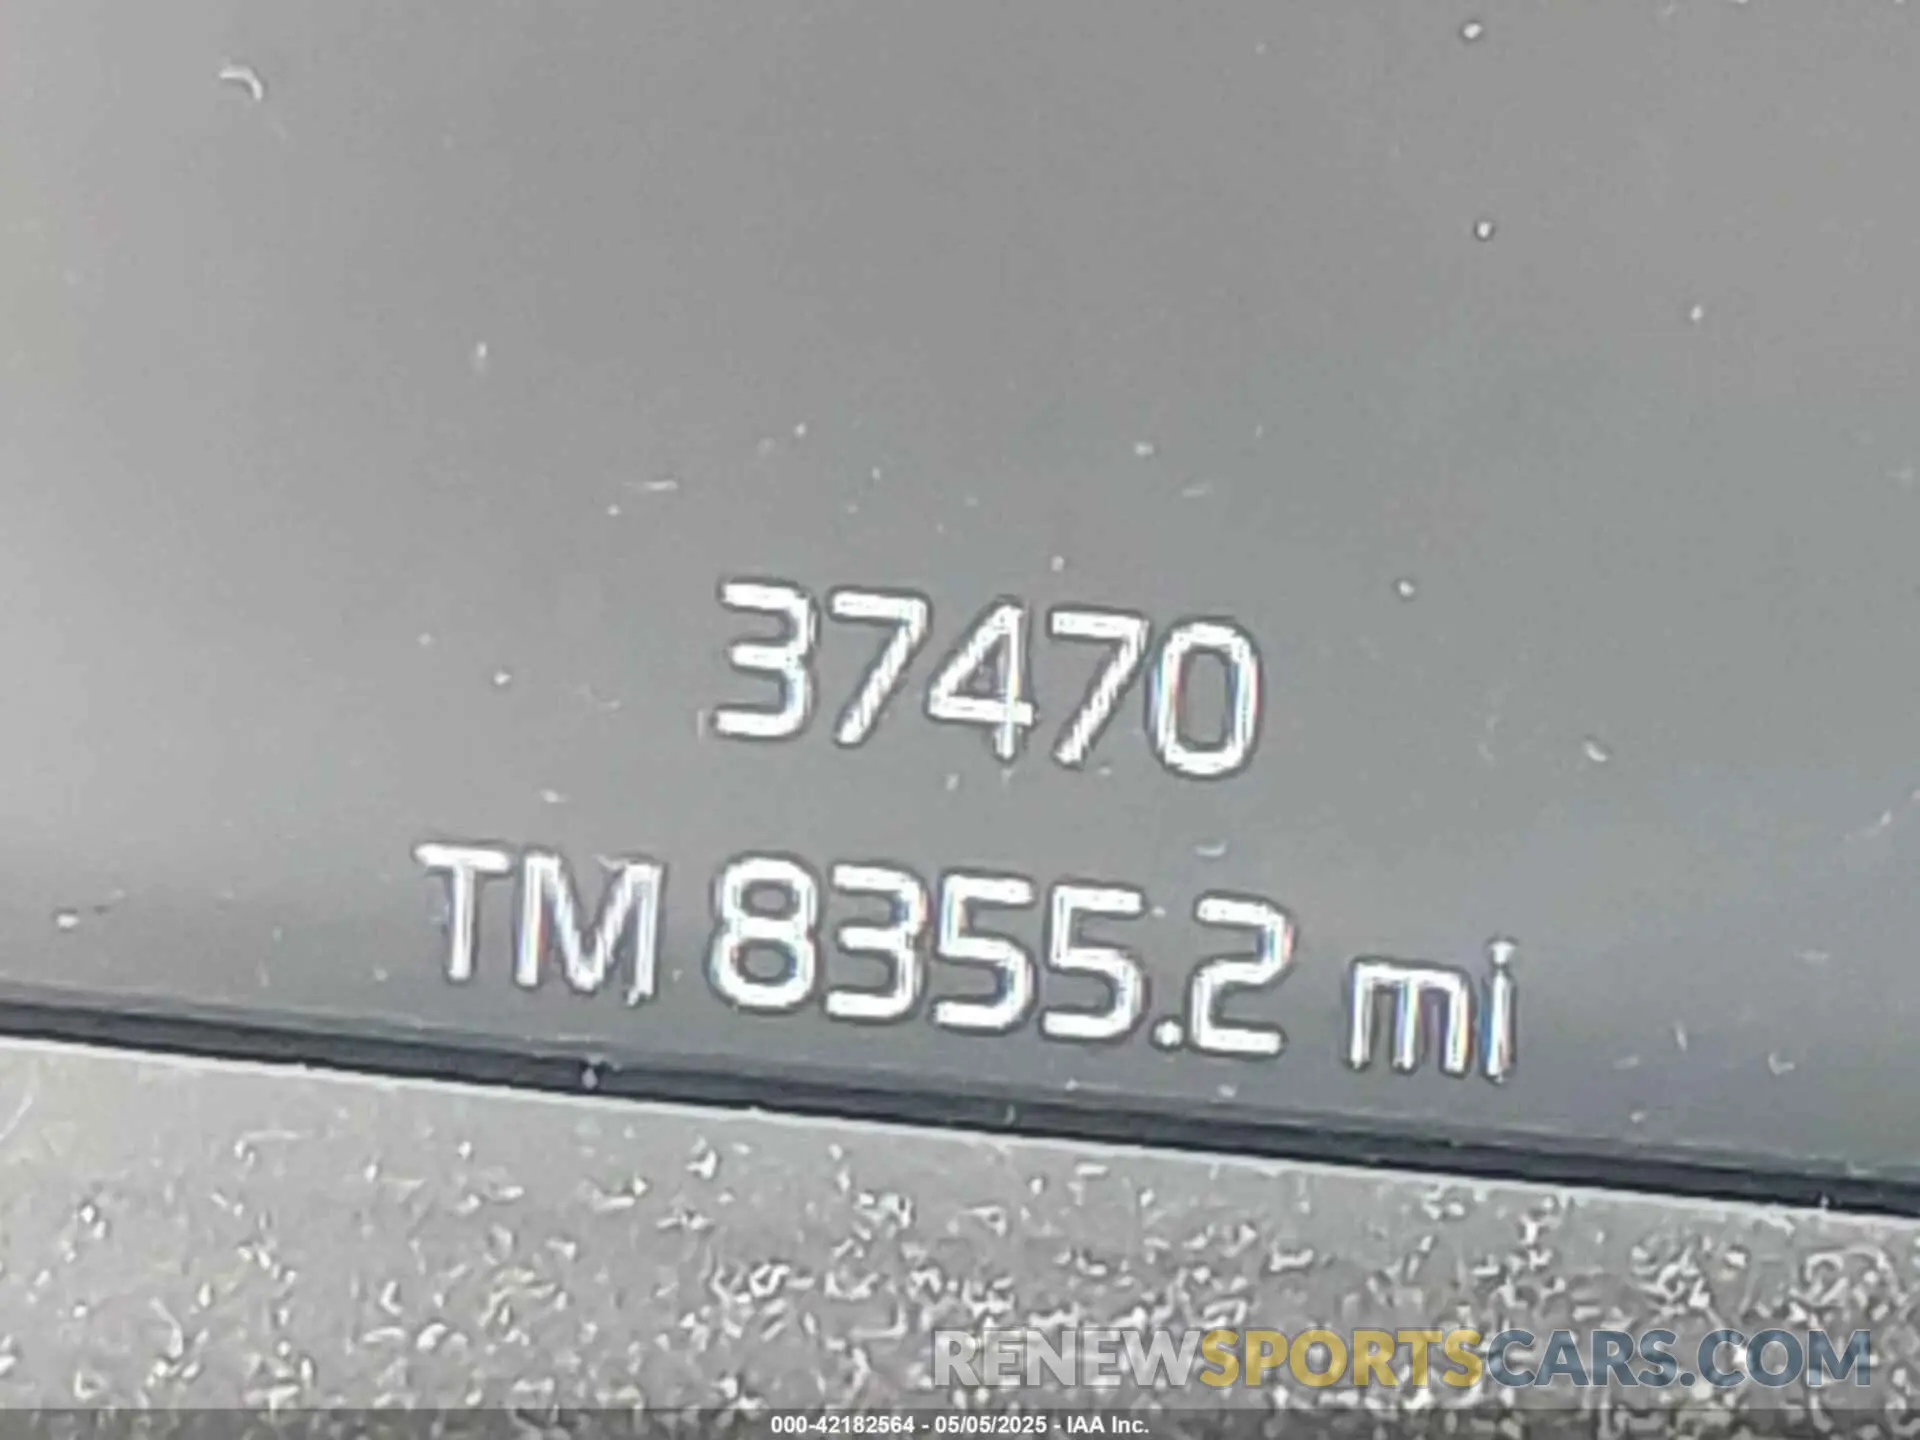 37470
TM 8355.2 mi
RENEWSPORTSCARS.COM
000-42182564 - 05/05/2025 - IAA Inc.